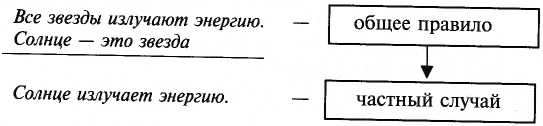 Все звезды излучают энергию. — общее правило
Солнце — это звезда
Солнце излучает энергию. — частный случай